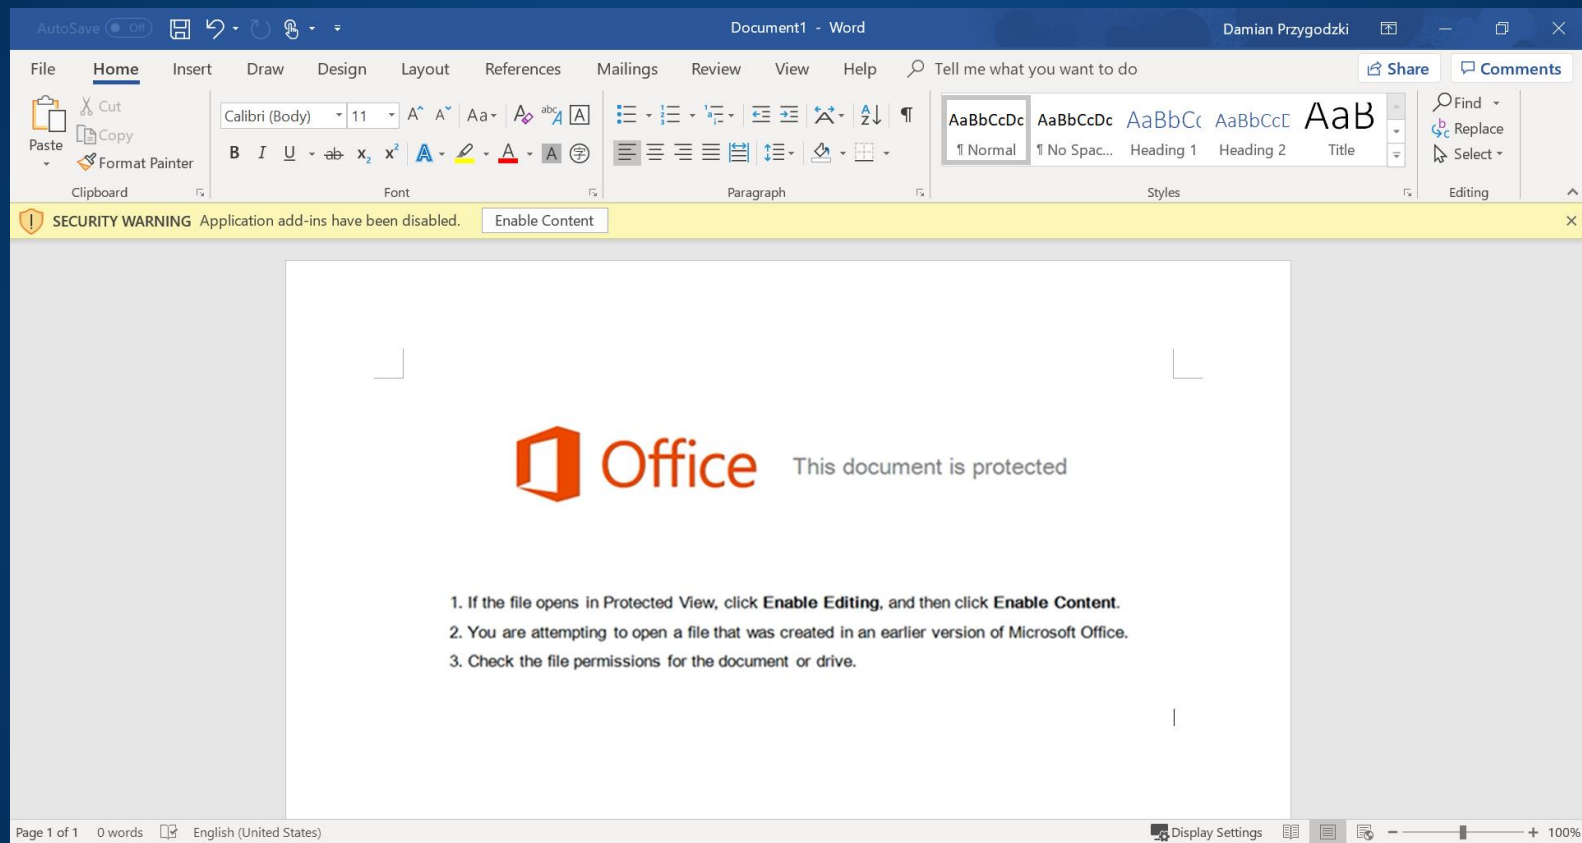 AutoSave Off Document1 - Word Damian Przygodzki
File Home Insert Draw Design Layout References Mailings Review View Help Tell me what you want to do Share Comments
Paste
Cut
Copy
Format Painter
Calibri (Body) 11 A A Aa A abc A A
B I U ab x2 x2 A A A 字
AaBbCcDc AaBbCcDc AaBbCc AaBbCcE AaB
¶ Normal ¶ No Spac... Heading 1 Heading 2 Title
Find
Replace
Select
Clipboard Font Paragraph Styles Editing
SECURITY WARNING Application add-ins have been disabled. Enable Content
Office This document is protected
1. If the file opens in Protected View, click Enable Editing, and then click Enable Content.
2. You are attempting to open a file that was created in an earlier version of Microsoft Office.
3. Check the file permissions for the document or drive.
Page 1 of 1 0 words English (United States) Display Settings 100%